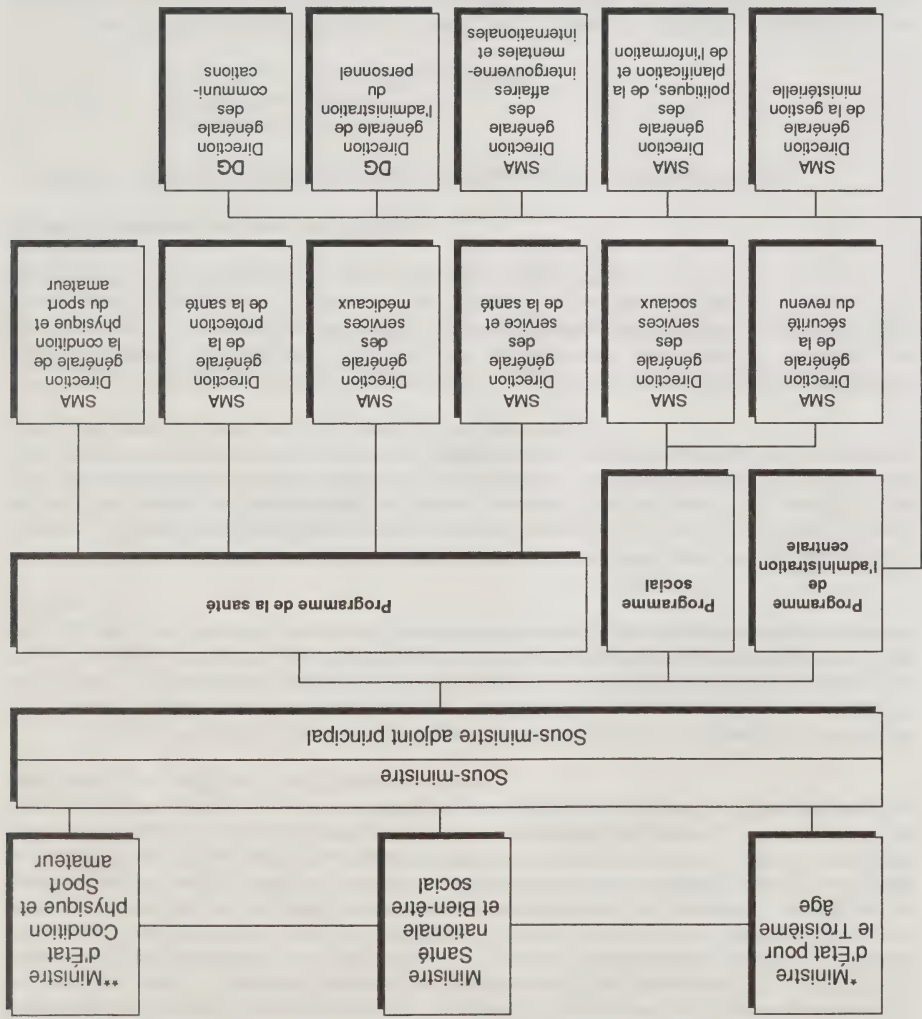 *Ministre
d'État pour
le Troisième
âge
Ministre
Santé
nationale
et Bien-être
social
**Ministre
d'État
Condition
physique et
Sport
amateur
Sous-ministre
Sous-ministre adjoint principal
Programme
de
l'administration
centrale
Programme
social
Programme de la santé
SMA
Direction
générale
de la
sécurité
du revenu
SMA
Direction
générale
des
services
sociaux
SMA
Direction
générale
des
service et
de la santé
SMA
Direction
générale
des
services
médicaux
SMA
Direction
générale
de la
protection
de la santé
SMA
Direction
générale de
la condition
physique et
du sport
amateur
SMA
Direction
générale
de la gestion
ministérielle
SMA
Direction
générale
des
politiques, de la
planification et
de l'information
SMA
Direction
générale
des
affaires
intergouverne-
mentales et
internationales
DG
Direction
générale de
l'administration
du
personnel
DG
Direction
générale
des
communi-
cations